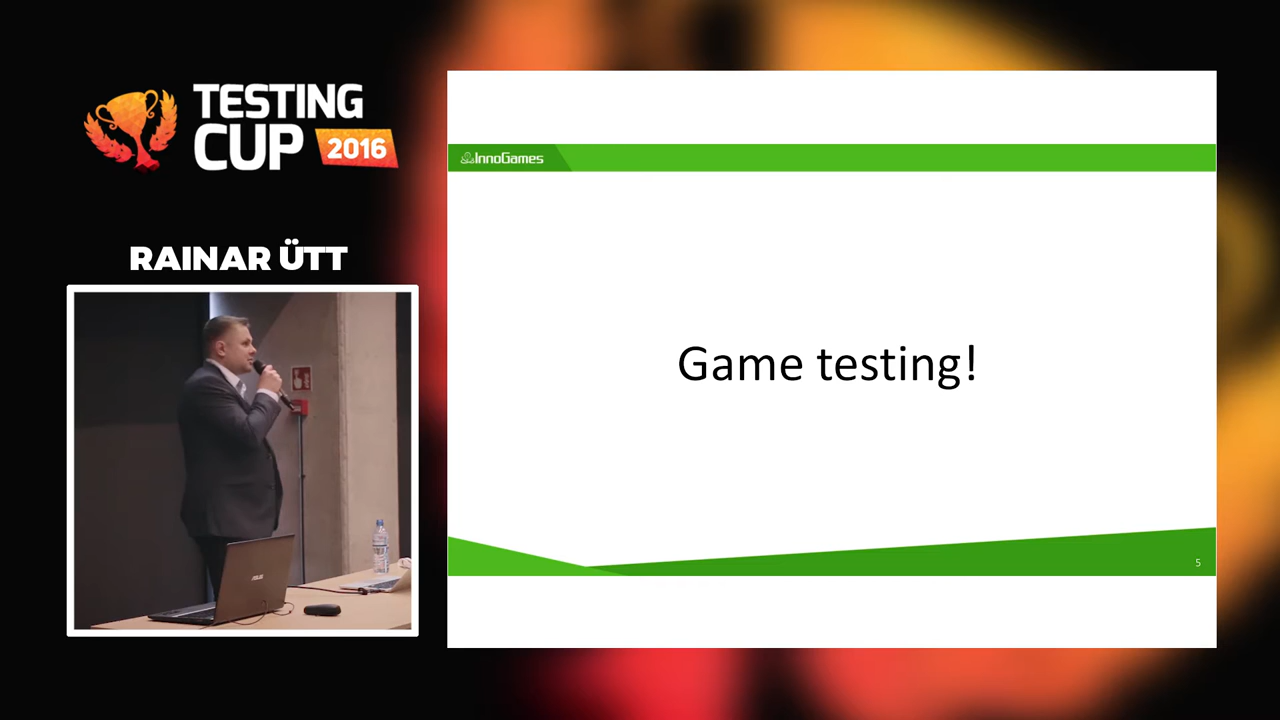 TESTING
CUP 2016
RAINAR ÜTT
InnoGames
Game testing!
5
ASUS